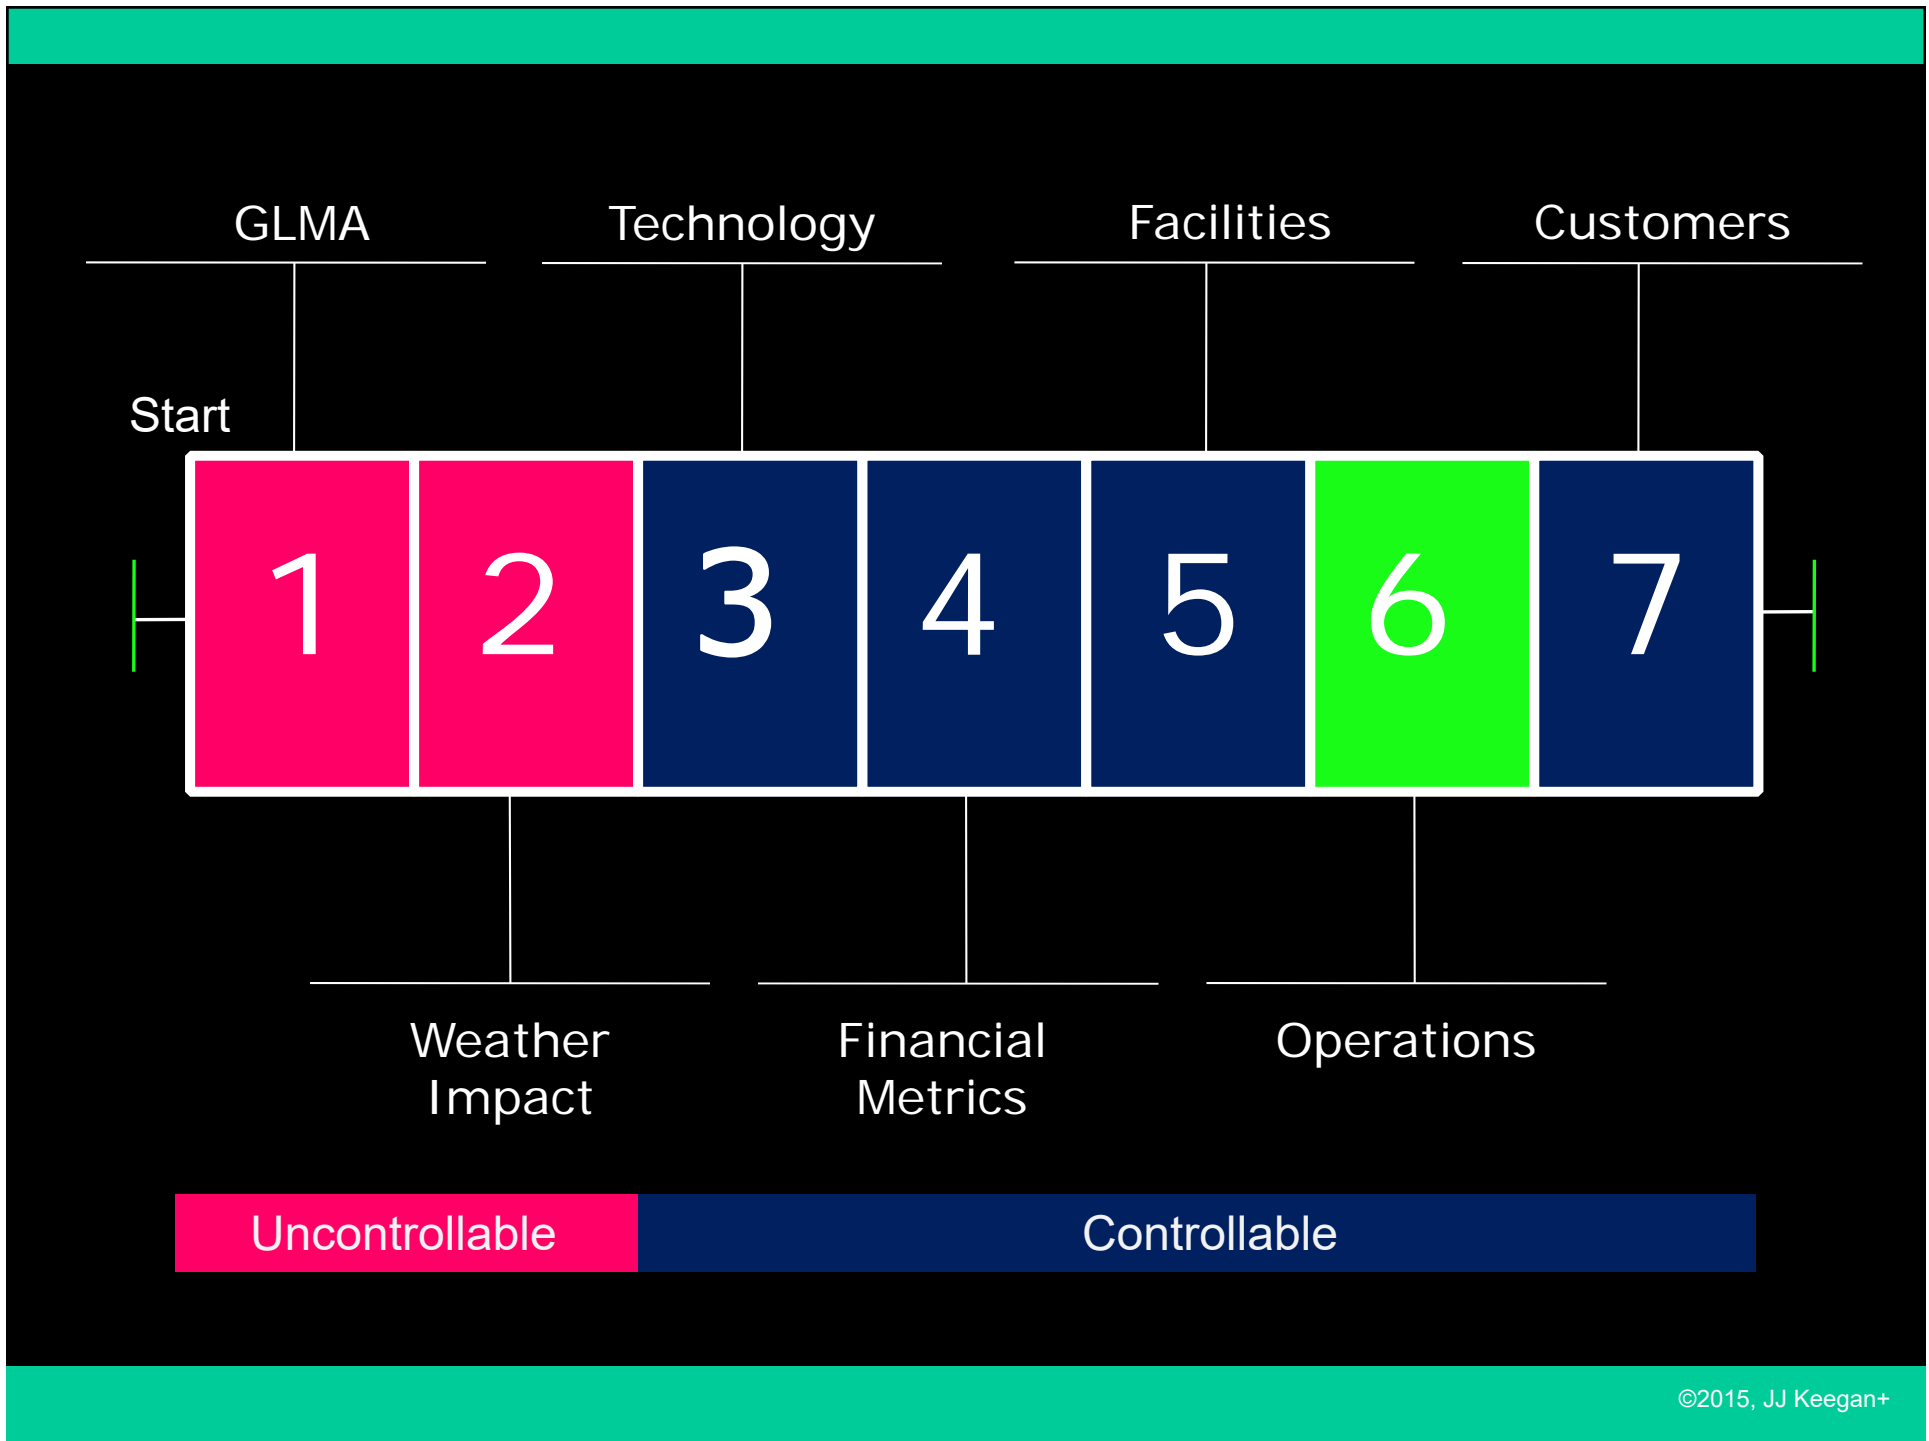 GLMA
Technology
Facilities
Customers
Start
1 2 3 4 5 6 7
Weather
Impact
Financial
Metrics
Operations
Uncontrollable
Controllable
©2015, JJ Keegan+